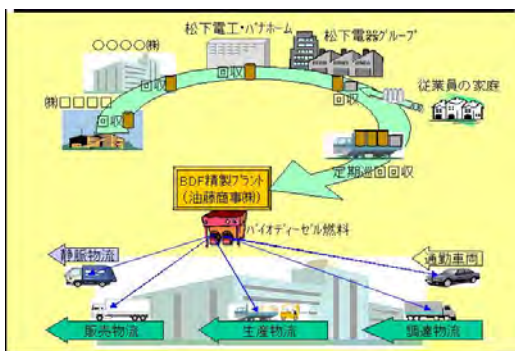 松下電工・パナホーム
松下電器グループ
○○○○㈱
㈱□□□□
回収
回収
回収
回収
従業員の家庭
定期巡回回収
BDF精製プラント
(油藤商事㈱)
バイオディーゼル燃料
静脈物流
通勤車両
販売物流
生産物流
調達物流